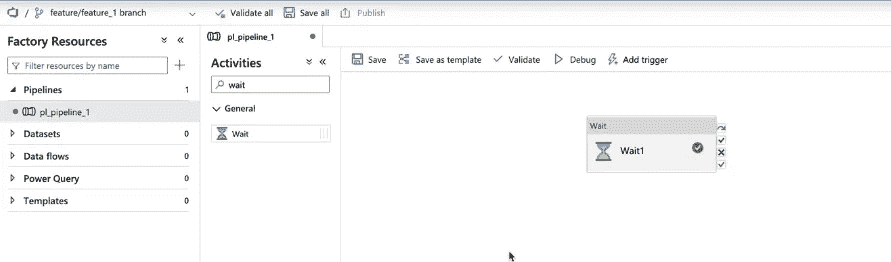 / feature/feature_1 branch Validate all Save all Publish
Factory Resources
Filter resources by name
Pipelines 1
pl_pipeline_1
Datasets 0
Data flows 0
Power Query 0
Templates 0
pl_pipeline_1
Activities
wait
General
Wait
Save Save as template Validate Debug Add trigger
Wait
Wait1